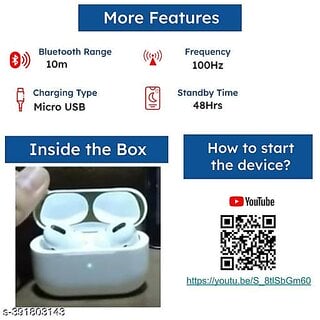 More Features
Bluetooth Range
10m
Frequency
100Hz
Charging Type
Micro USB
Standby Time
48Hrs
Inside the Box
How to start
the device?
YouTube
https://youtu.be/S_8tlSbGm60
s-391803143